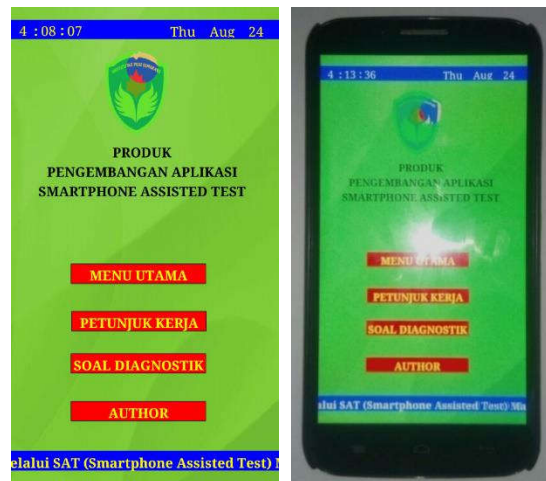 4 :08:07 Thu Aug 24
PRODUK
PENGEMBANGAN APLIKASI
SMARTPHONE ASSISTED TEST
MENU UTAMA
PETUNJUK KERJA
SOAL DIAGNOSTIK
AUTHOR
elalui SAT (Smartphone Assisted Test)
4 :13:36 Thu Aug 24
PRODUK
PENGEMBANGAN APLIKASI
SMARTPHONE ASSISTED TEST
MENU UTAMA
PETUNJUK KERJA
SOAL DIAGNOSTIK
AUTHOR
alui SAT (Smartphone Assisted Test) Ma